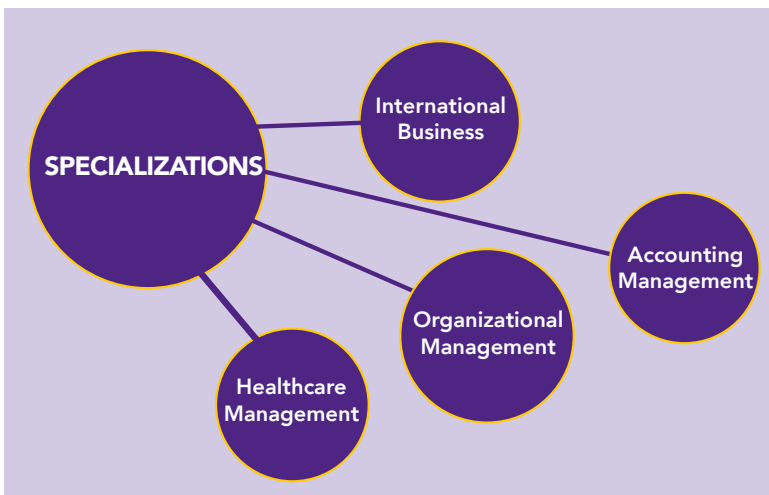 SPECIALIZATIONS
International
Business
Accounting
Management
Organizational
Management
Healthcare
Management